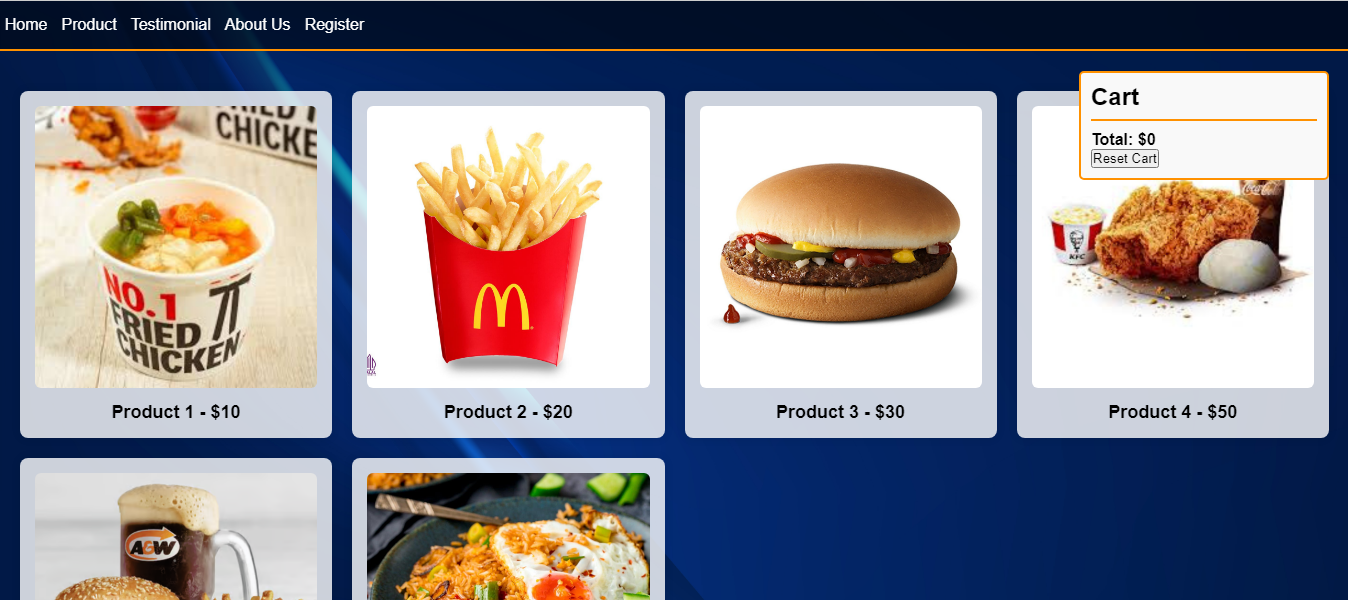 Home Product Testimonial About Us Register
Cart
Total: $0
Reset Cart
CHICKE
NO.1
FRIED
CHICKEN
KFC
Product 1 - $10
Product 2 - $20
Product 3 - $30
Product 4 - $50
A&W